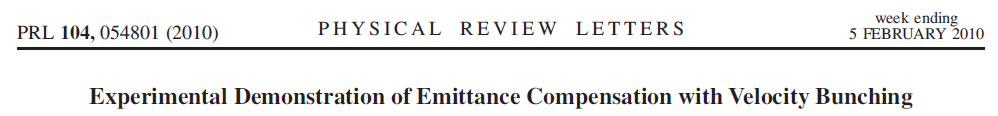 PRL 104, 054801 (2010)
PHYSICAL REVIEW LETTERS
week ending
5 FEBRUARY 2010
Experimental Demonstration of Emittance Compensation with Velocity Bunching